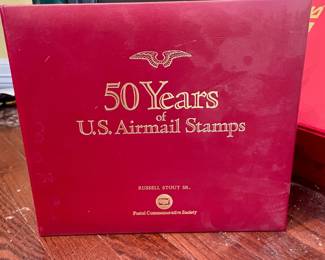 50 Years
of
U.S. Airmail Stamps
RUSSELL STOUT SR.
Postal Commemorative Society